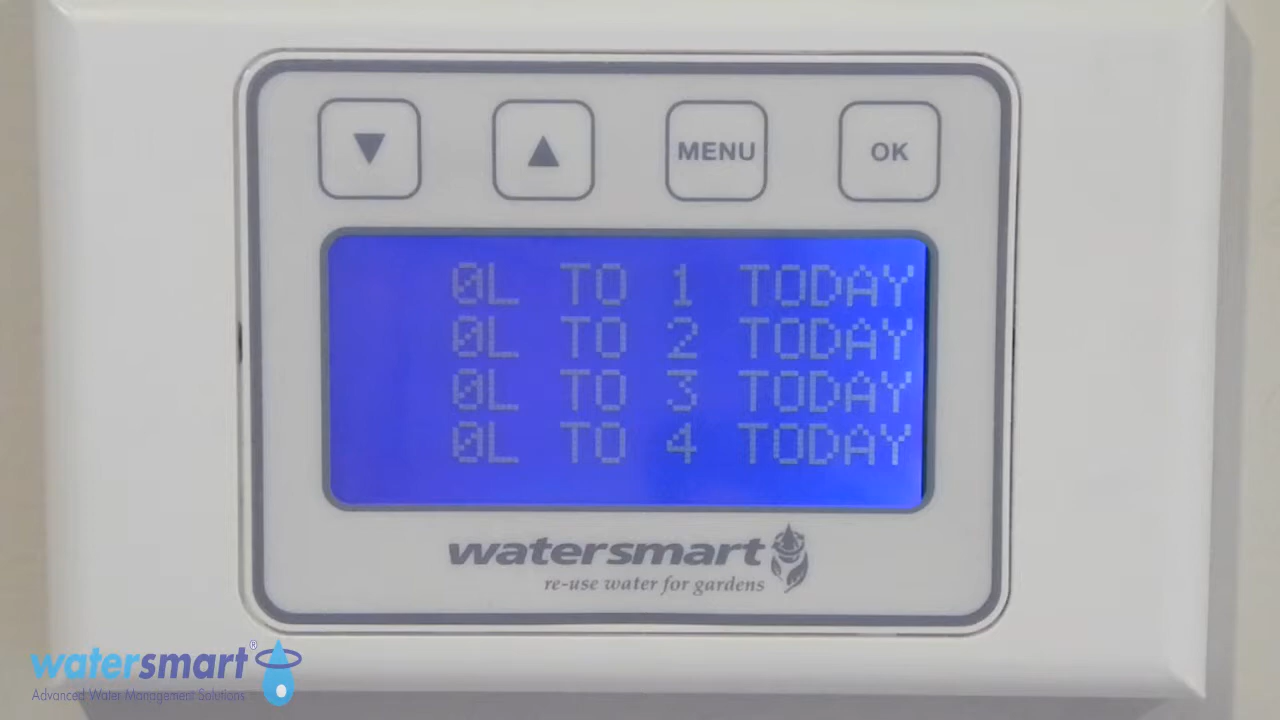 ▼ ▲ MENU OK
0L TO 1 TODAY
0L TO 2 TODAY
0L TO 3 TODAY
0L TO 4 TODAY
watersmart
re-use water for gardens
watersmart®
Advanced Water Management Solutions